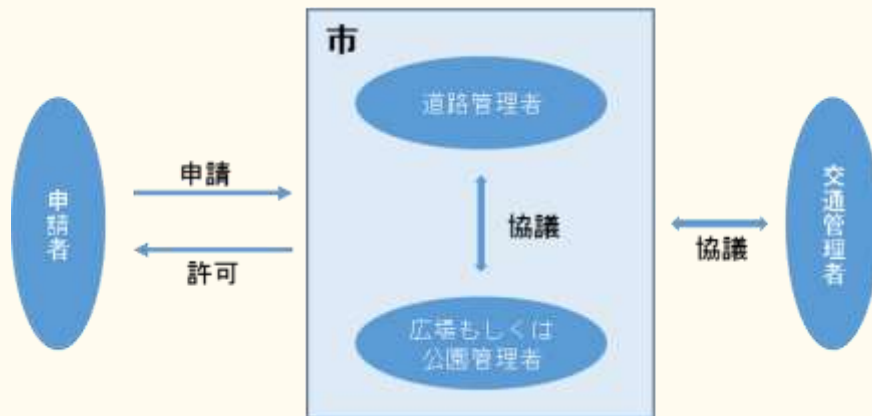 市
道路管理者
申請者
申請
許可
協議
広場もしくは
公園管理者
協議
交通管理者